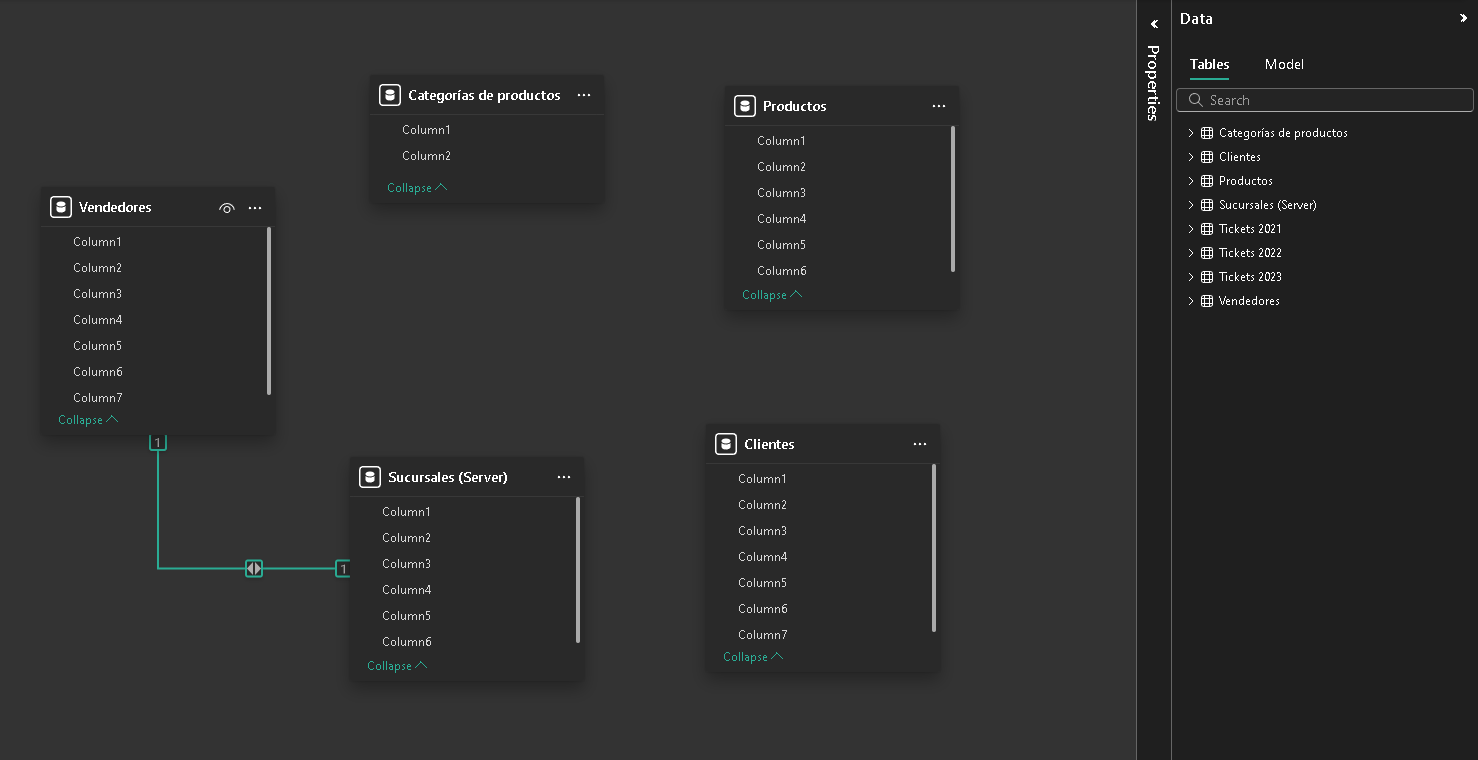 Categorías de productos
Column1
Column2
Collapse
Productos
Column1
Column2
Column3
Column4
Column5
Column6
Collapse
Vendedores
Column1
Column2
Column3
Column4
Column5
Column6
Column7
Collapse
1
1
Sucursales (Server)
Column1
Column2
Column3
Column4
Column5
Column6
Collapse
Clientes
Column1
Column2
Column3
Column4
Column5
Column6
Column7
Collapse
Properties
Data
Tables Model
Search
Categorías de productos
Clientes
Productos
Sucursales (Server)
Tickets 2021
Tickets 2022
Tickets 2023
Vendedores